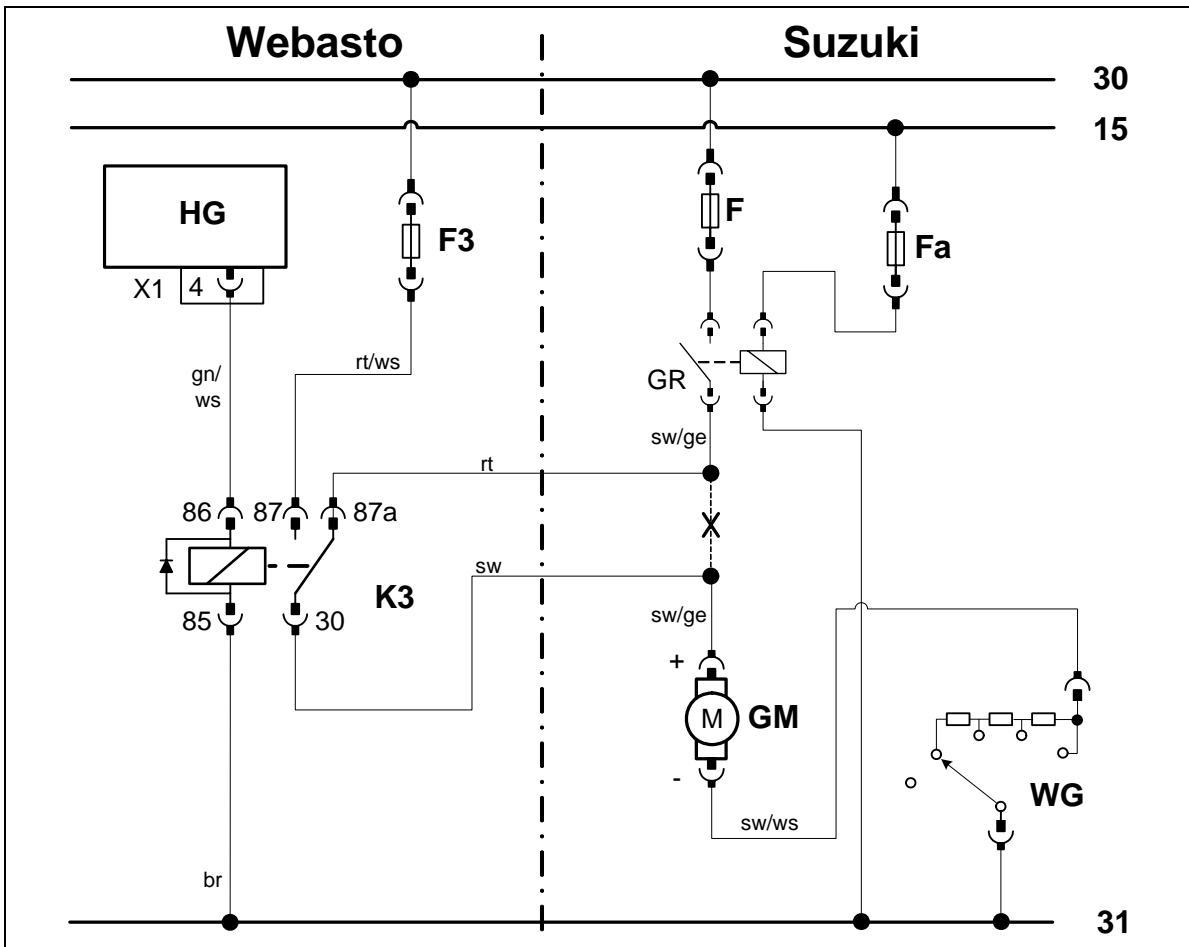 Webasto Suzuki
30
15
HG
F
F3
Fa
X1 4
rt/ws
gn/
ws
GR
sw/ge
rt
86 87 87a
X
sw
K3
85 30
sw/ge
+
M GM
-
WG
sw/ws
br
31